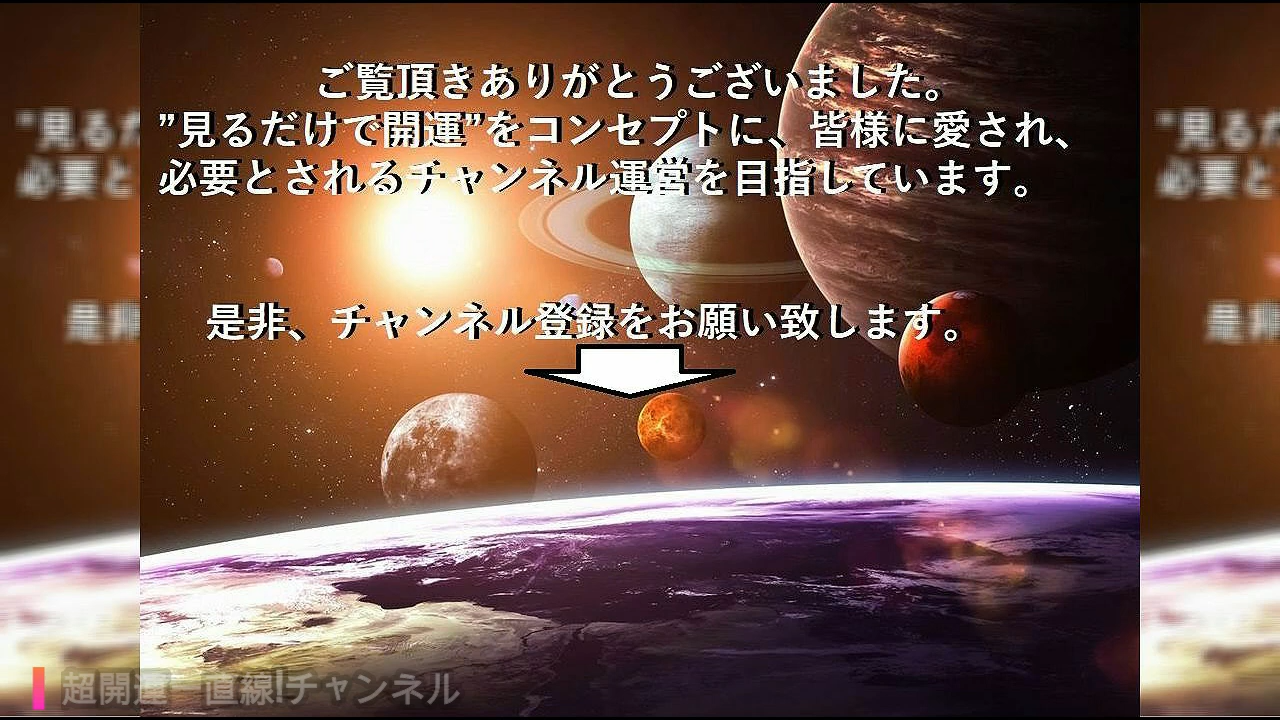 ご覧頂きありがとうございました。
”見るだけで開運”をコンセプトに、皆様に愛され、
必要とされるチャンネル運営を目指しています。
是非、チャンネル登録をお願い致します。
超開運一直線!チャンネル